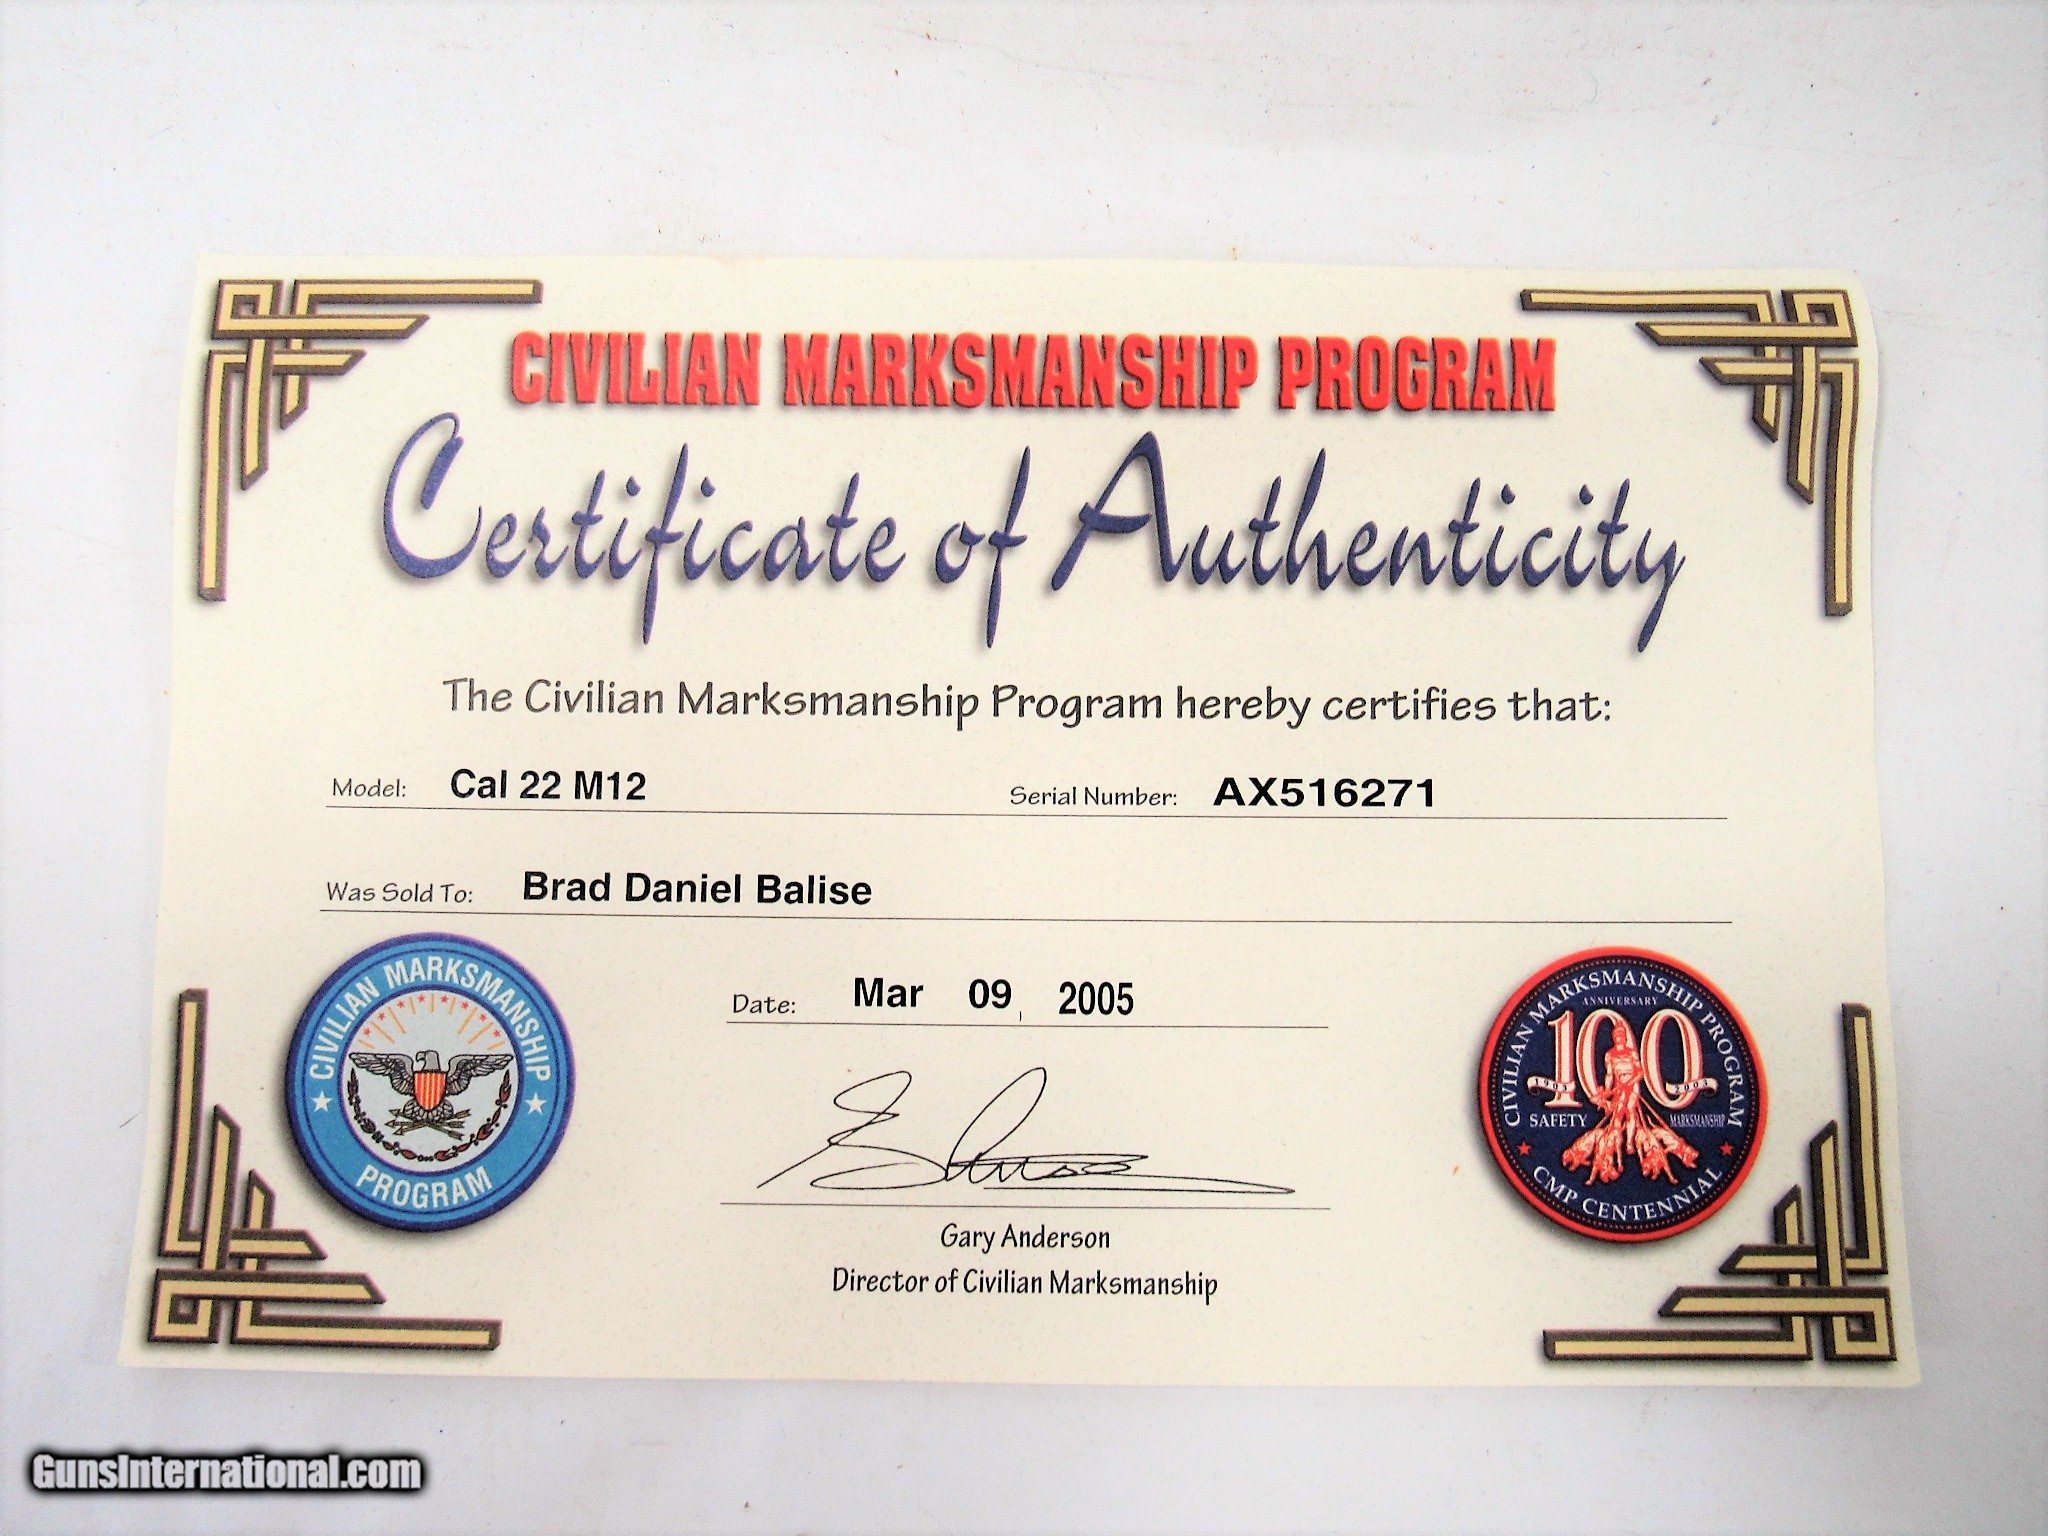 CIVILIAN MARKSMANSHIP PROGRAM
Certificate of Authenticity
The Civilian Marksmanship Program hereby certifies that:
Model: Cal 22 M12 Serial Number: AX516271
Was Sold To: Brad Daniel Balise
CIVILIAN MARKSMANSHIP
PROGRAM
Date: Mar 09, 2005
CIVILIAN MARKSMANSHIP PROGRAM
ANNIVERSARY
100
1903 2003
SAFETY MARKSMANSHIP
CMP CENTENNIAL
Gary Anderson
Director of Civilian Marksmanship
GunsInternational.com